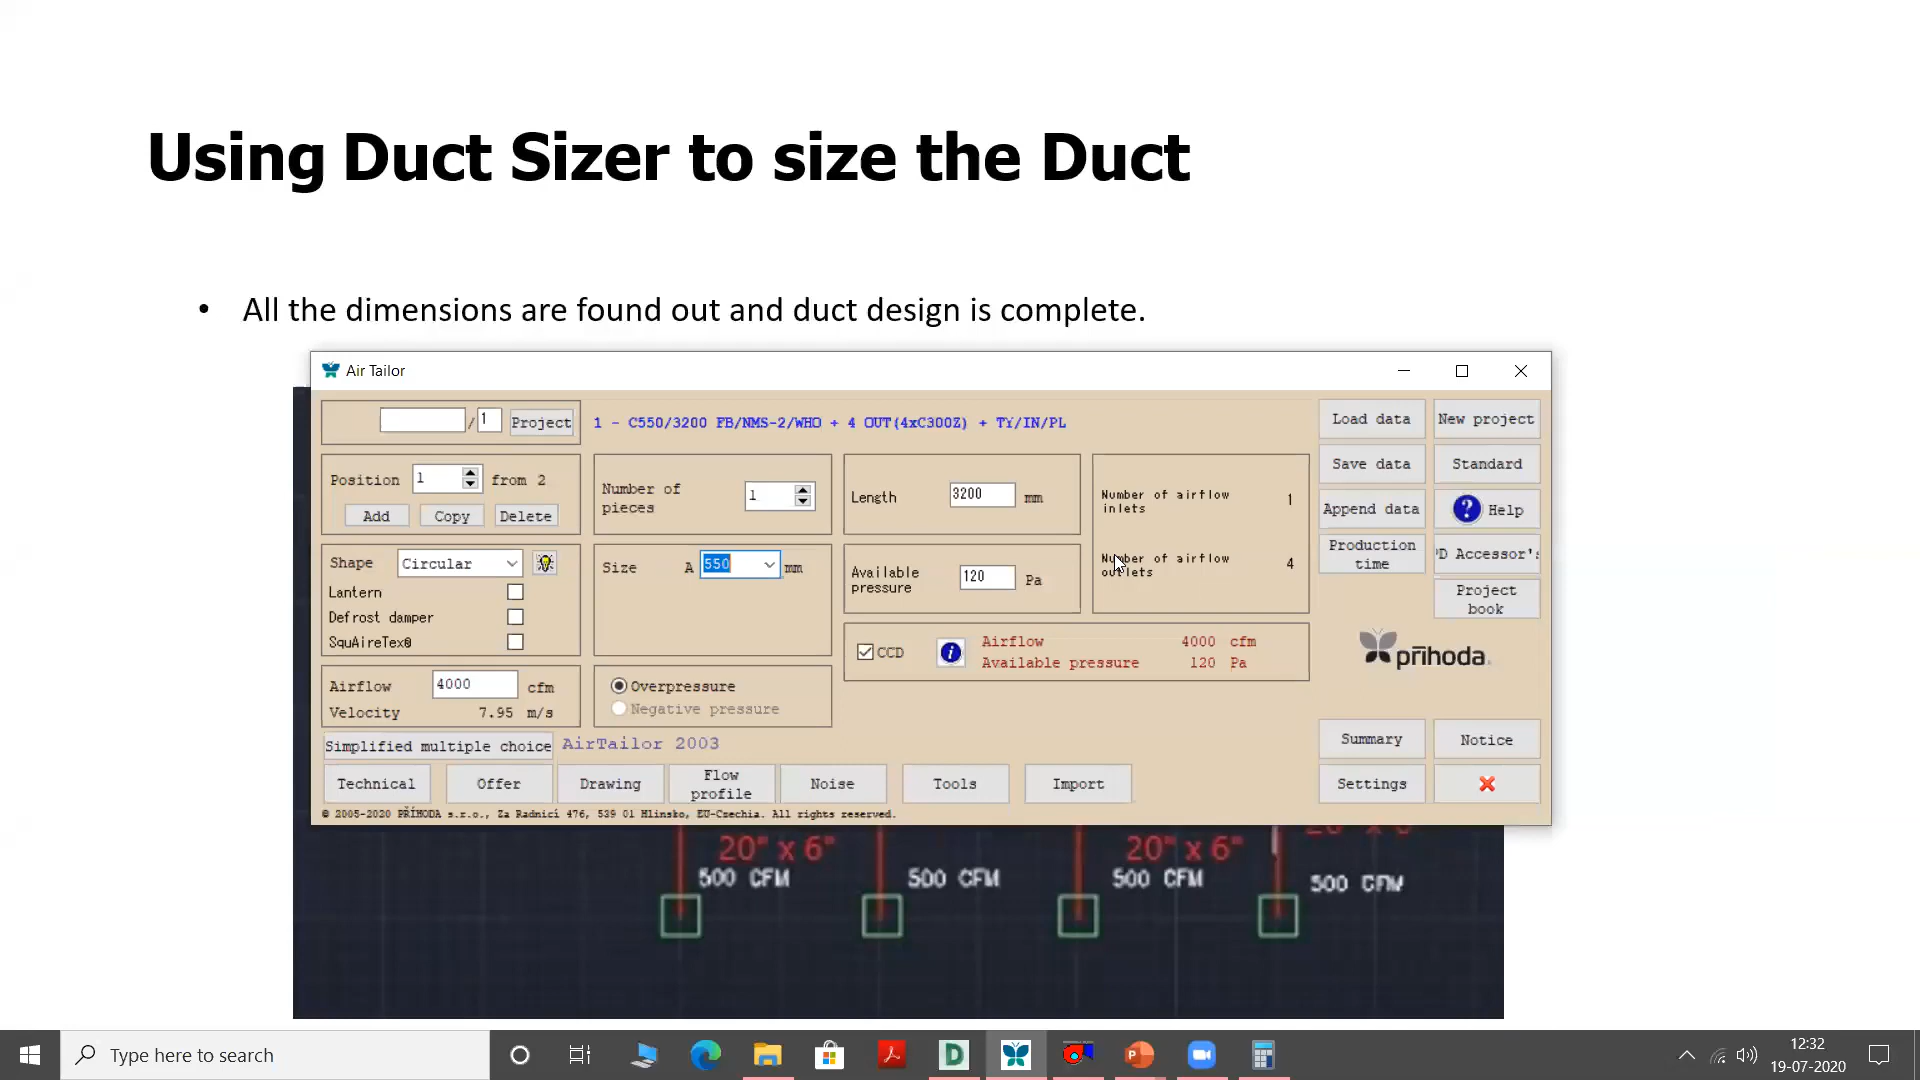 Using Duct Sizer to size the Duct
• All the dimensions are found out and duct design is complete.
Air Tailor
/ 1 Project
1 - C550/3200 FB/NMS-2/WHO + 4 OUT(4xC300Z) + TY/IN/PL
Load data New project
Position 1 from 2
Add Copy Delete
Number of pieces 1
Length 3200 mm
Number of airflow inlets 1
Save data Standard
Append data Help
Shape Circular
Lantern
Defrost damper
SquAireTex®
Size A 550 mm
Available pressure 120 Pa
Number of airflow outlets 4
Production time
PD Accessor's
Project book
CCD
Airflow 4000 cfm
Available pressure 120 Pa
příhoda
Airflow 4000 cfm
Velocity 7.95 m/s
Overpressure
Negative pressure
Simplified multiple choice AirTailor 2003
Summary Notice
Technical Offer Drawing Flow profile Noise Tools Import
Settings
© 2005-2020 PŘÍHODA s.r.o., Za Radnicí 476, 539 01 Hlinsko, EU-Czechia. All rights reserved.
20" x 6" 20" x 6"
500 CFM 500 CFM 500 CFM 500 CFM
Type here to search
12:32
19-07-2020